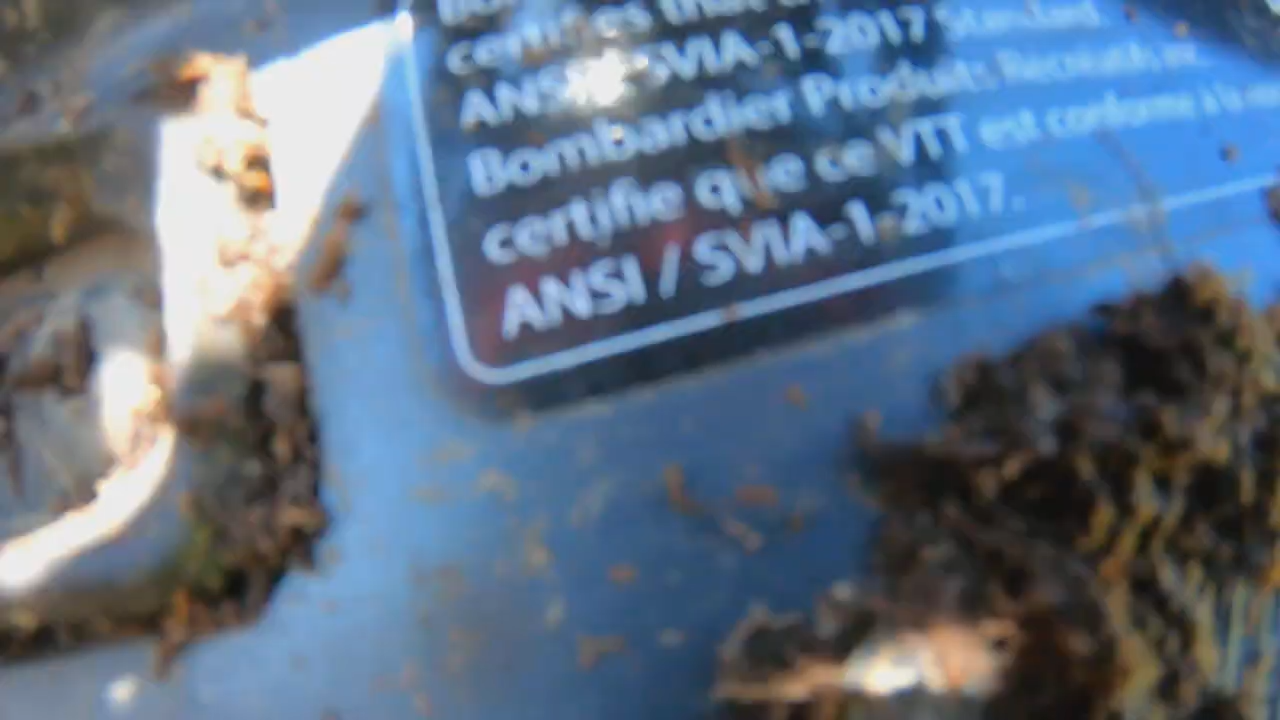 certifies that
ANSI / SVIA-1-2017 Standard.
Bombardier Produits Récréatifs inc.
certifie que ce VTT est conforme à la
ANSI / SVIA-1-2017.